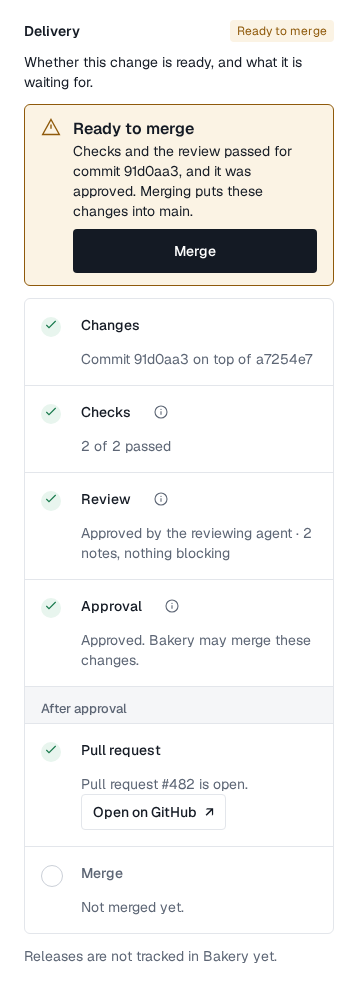 Delivery
Ready to merge
Whether this change is ready, and what it is
waiting for.
Ready to merge
Checks and the review passed for
commit 91d0aa3, and it was
approved. Merging puts these
changes into main.
Merge
Changes
Commit 91d0aa3 on top of a7254e7
Checks
2 of 2 passed
Review
Approved by the reviewing agent · 2
notes, nothing blocking
Approval
Approved. Bakery may merge these
changes.
After approval
Pull request
Pull request #482 is open.
Open on GitHub
Merge
Not merged yet.
Releases are not tracked in Bakery yet.